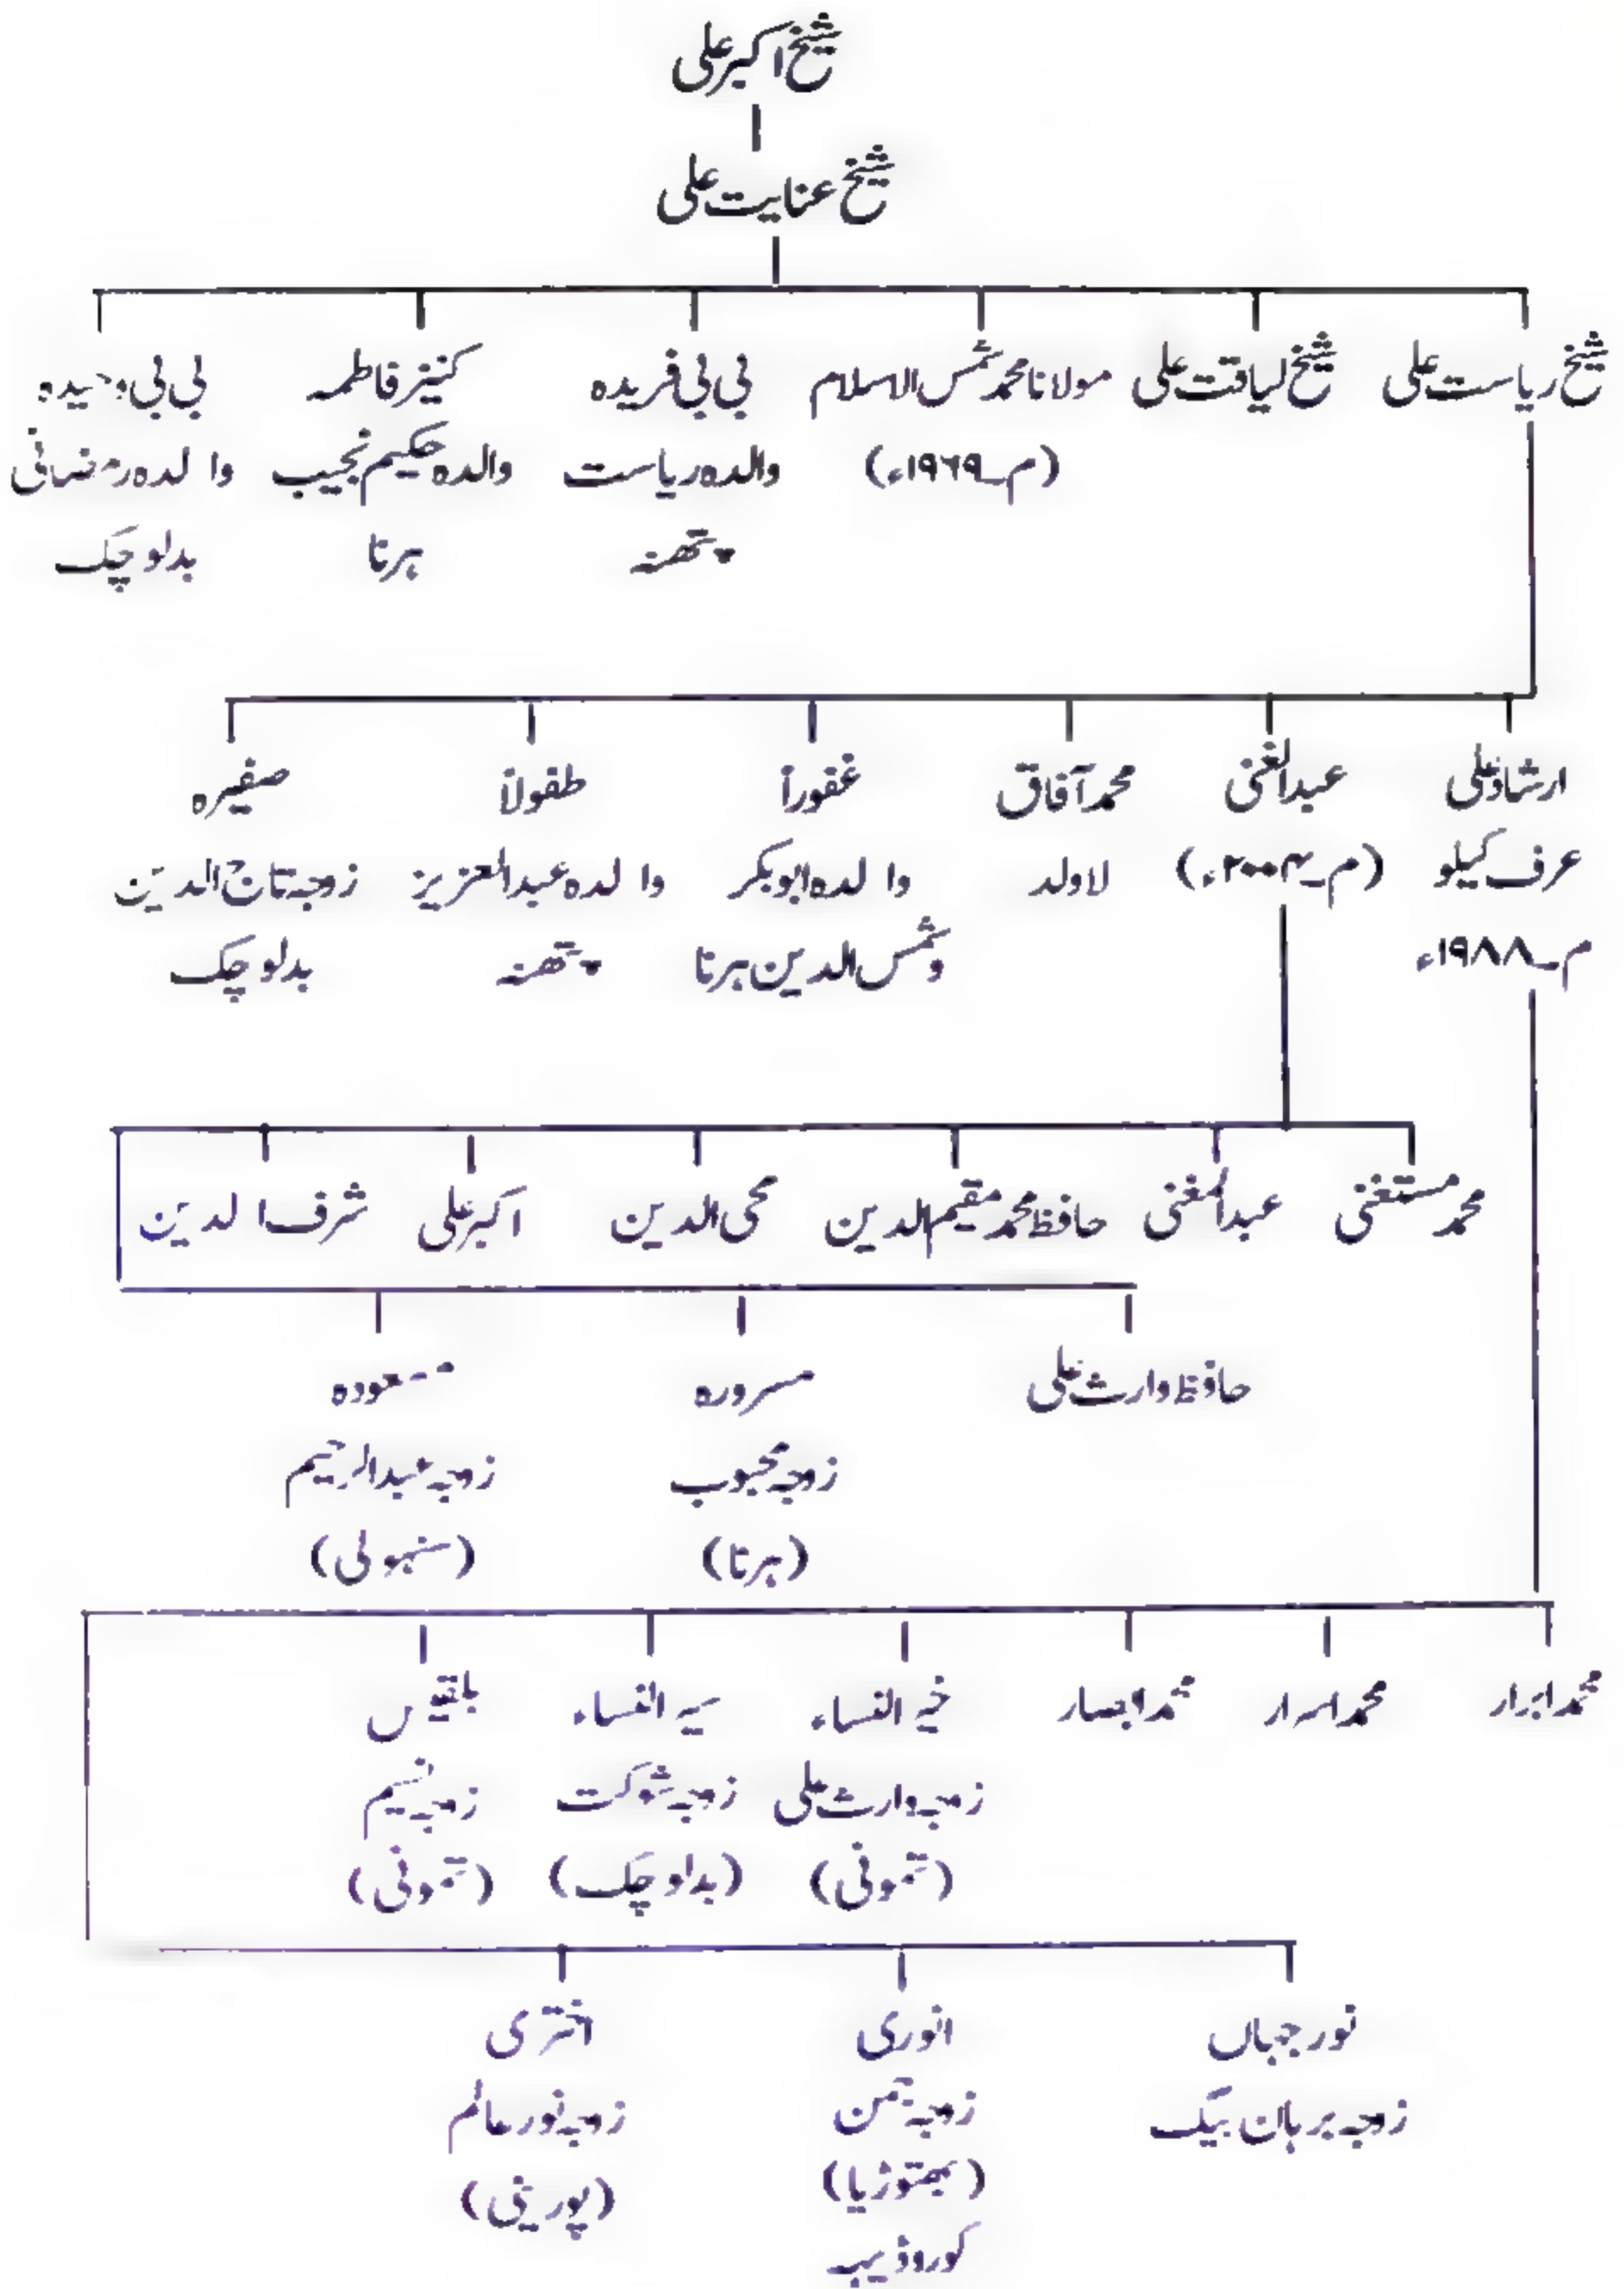 شیخ اکبر علی
شیخ عنایت علی
شیخ ریاست علی
شیخ لیاقت علی
مولانا محمد شمس الاسلام
(م۔۱۹۶۹ء)
بی بی فریدہ
والدہ ریاست
پتھنہ
کنیز فاطمہ
والدہ حکیم نجیب
ہرنا
بی بی وحیدہ
والدہ رمضانی
بدلو چک
ارشاد علی
عرف کیلو
م۔۱۹۸۸ء
عبدالغنی
(م۔۲۰۰۴ء)
محمد آفاق
لاولد
غفوراً
والدہ ابوبکر
وشمس الدین ہرنا
طفولاً
والدہ عبدالعزیز
پتھنہ
صفیرہ
زوجہ تاج الدین
بدلو چک
محمد مستغنی
عبدالمغنی
حافظ محمد مقیم الدین
محی الدین
اکبر علی
شرف الدین
حافظ وارث علی
مسرورہ
زوجہ محبوب
(ہرنا)
مسعودہ
زوجہ عبدالرحیم
(سنہولی)
محمد ابرار
محمد اسرار
محمد ابصار
خیر النساء
زوجہ وارث علی
(تمونی)
سیر النساء
زوجہ شوکت
(بدلو چک)
بلقیس
زوجہ نسیم
(تمونی)
نور جہاں
زوجہ برہان بیگ
انوری
زوجہ تمن
(بھتوڑیا)
کوروڈیہہ
اختری
زوجہ نور عالم
(پورینی)